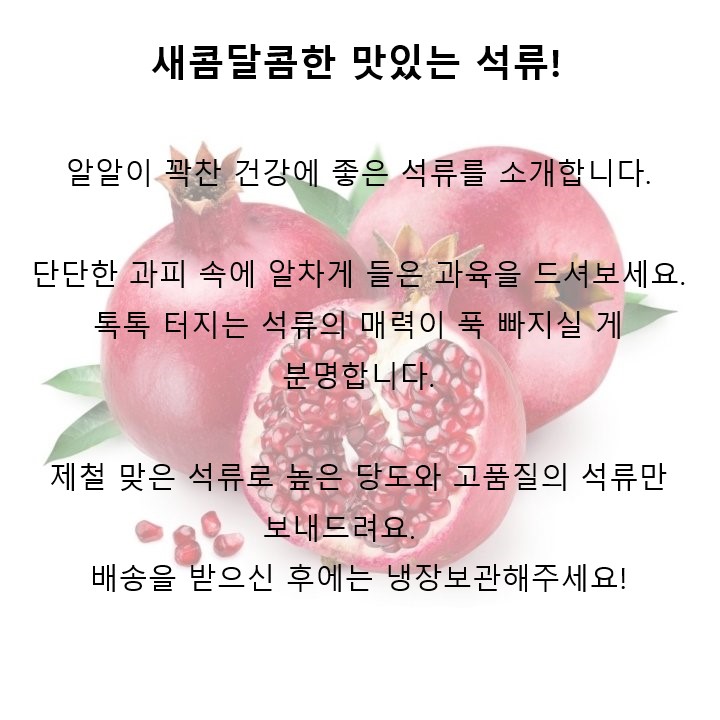 새콤달콤한 맛있는 석류!
알알이 꽉찬 건강에 좋은 석류를 소개합니다.
단단한 과피 속에 알차게 들은 과육을 드셔보세요.
톡톡 터지는 석류의 매력이 푹 빠지실 게
분명합니다.
제철 맞은 석류로 높은 당도와 고품질의 석류만
보내드려요.
배송을 받으신 후에는 냉장보관해주세요!